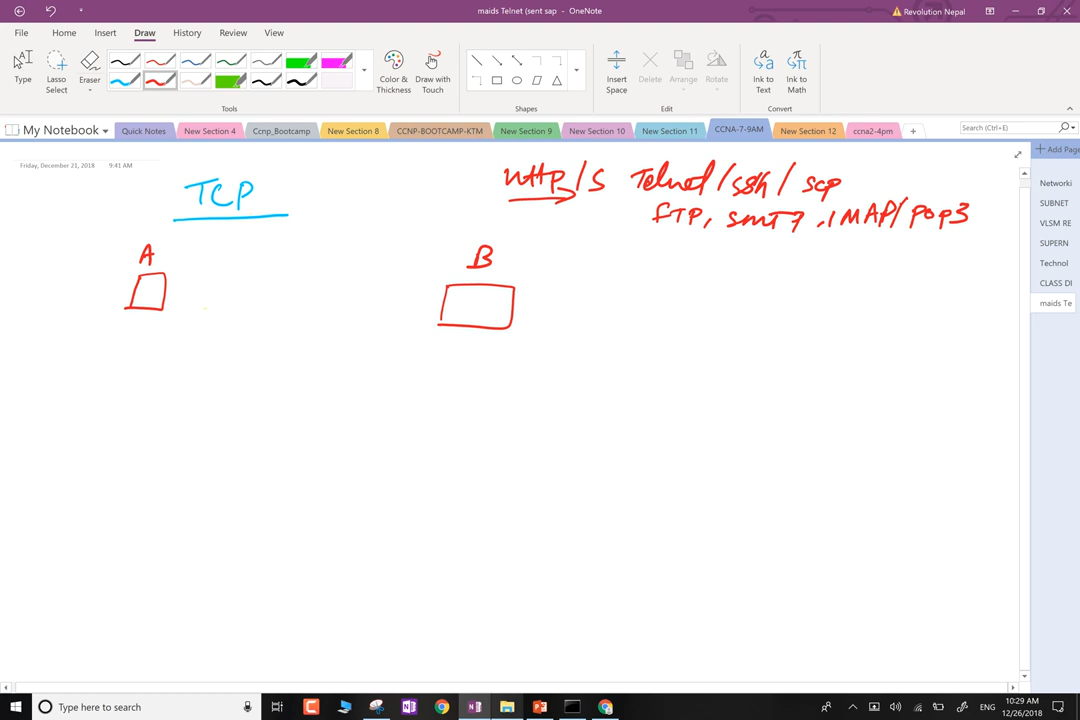 maids Telnet (sent sap - OneNote
Revolution Nepal
File Home Insert Draw History Review View
Type
Lasso Select
Eraser
Color & Thickness
Draw with Touch
Insert Space
Delete
Arrange
Rotate
Ink to Text
Ink to Math
Tools
Shapes
Edit
Convert
My Notebook
Quick Notes
New Section 4
Ccnp_Bootcamp
New Section 8
CCNP-BOOTCAMP-KTM
New Section 9
New Section 10
New Section 11
CCNA-7-9AM
New Section 12
ccna2-4pm
Search (Ctrl+E)
Add Page
Friday, December 21, 2018 9:41 AM
Networki
SUBNET
VLSM RE
SUPERN
Technol
CLASS DI
maids Te
HTTP/S Telnet/ssh/ scp
FTP, SMTP, IMAP/POP3
TCP
A
B
Type here to search
ENG
10:29 AM
12/26/2018